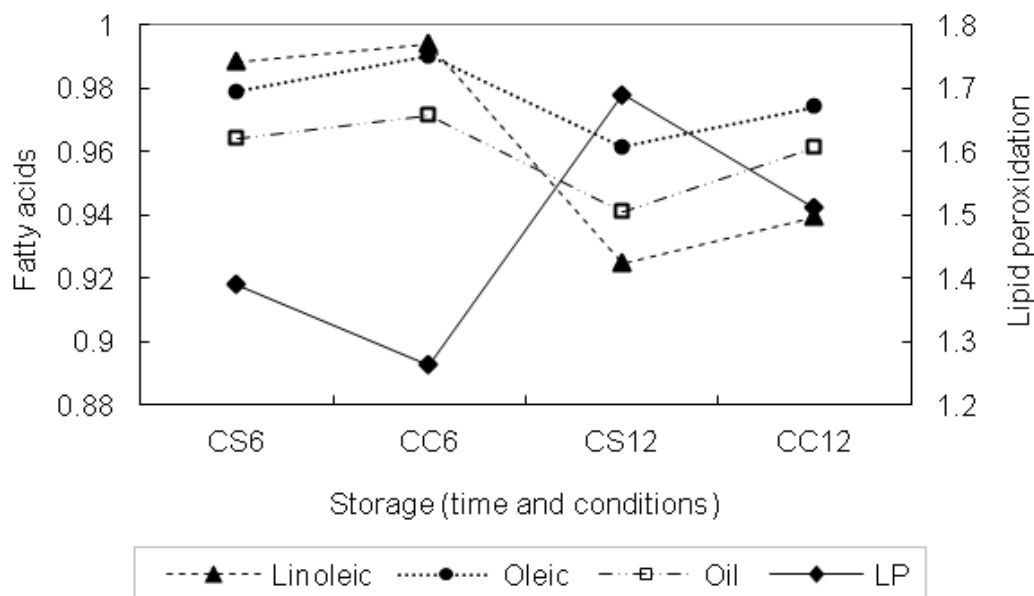 1 1.8
0.98 1.7
0.96 1.6
0.94 1.5
0.92 1.4
0.9 1.3
0.88 1.2
Fatty acids
Lipid peroxidation
CS6 CC6 CS12 CC12
Storage (time and conditions)
Linoleic Oleic Oil LP